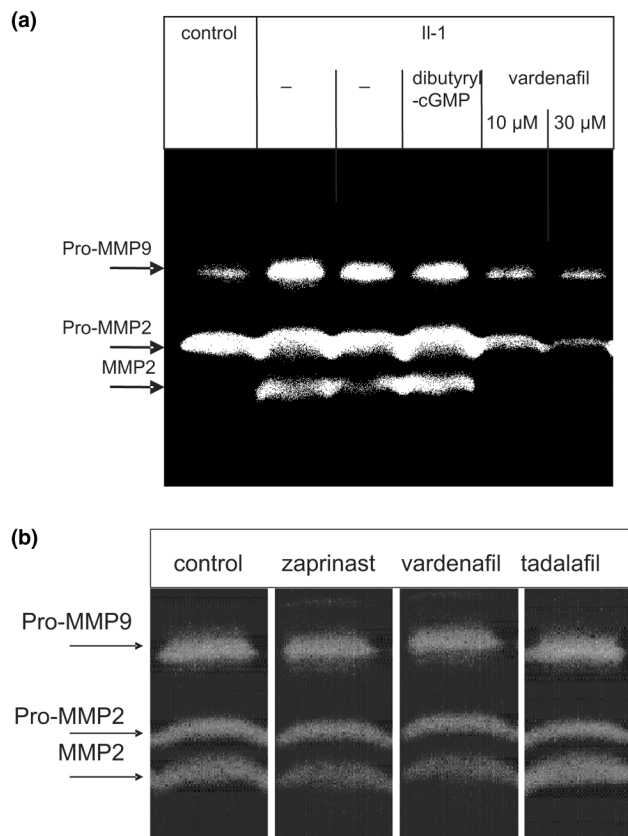 (a)
control
Il-1
–
–
dibutyryl
-cGMP
vardenafil
10 µM
30 µM
Pro-MMP9
Pro-MMP2
MMP2
(b)
control
zaprinast
vardenafil
tadalafil
Pro-MMP9
Pro-MMP2
MMP2